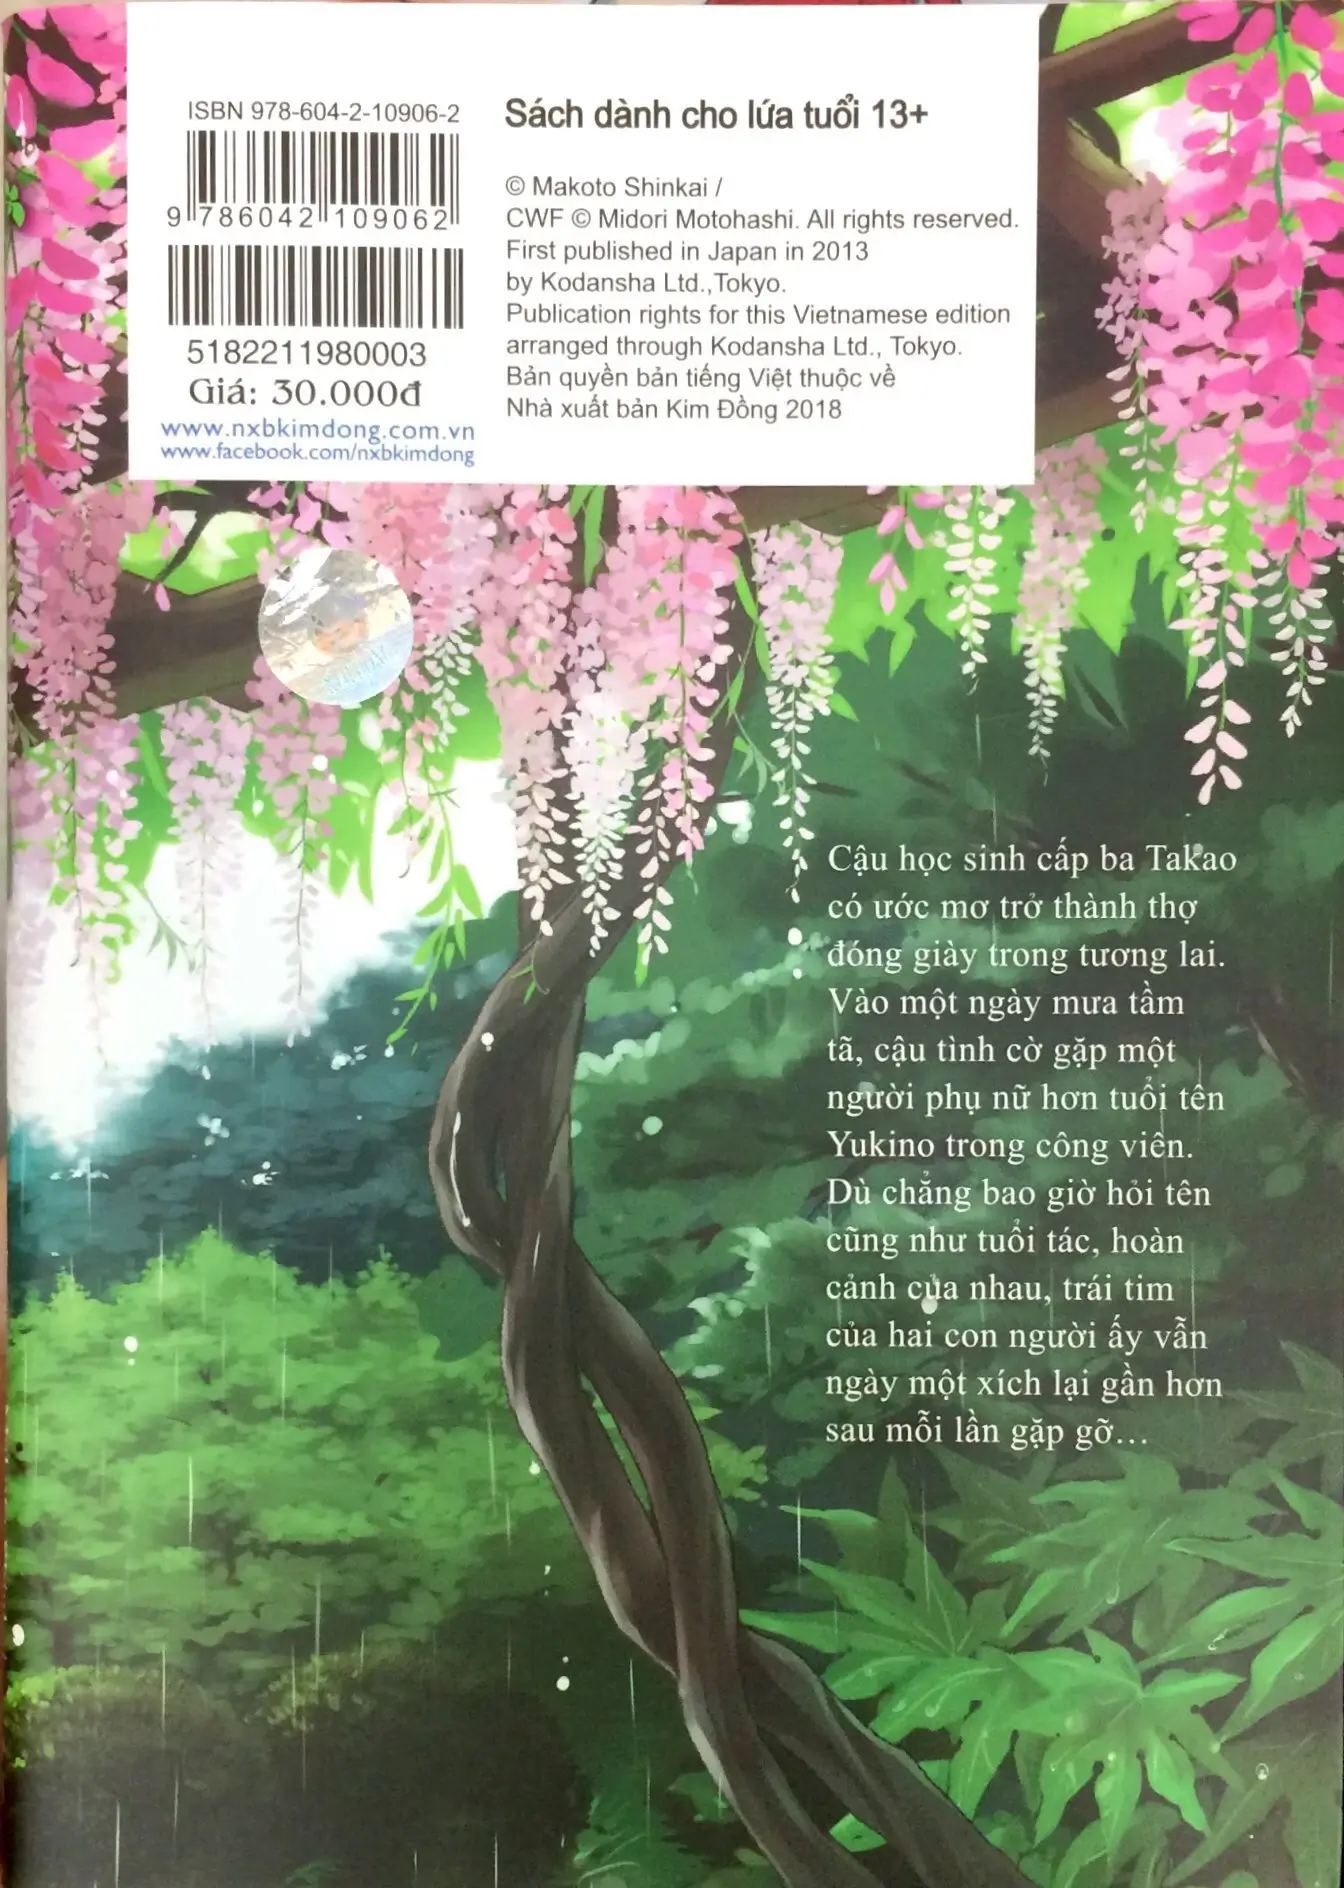 ISBN 978-604-2-10906-2
9 786042 109062
5182211980003
Giá: 30.000đ
www.nxbkimdong.com.vn
www.facebook.com/nxbkimdong
Sách dành cho lứa tuổi 13+
© Makoto Shinkai /
CWF © Midori Motohashi. All rights reserved.
First published in Japan in 2013
by Kodansha Ltd.,Tokyo.
Publication rights for this Vietnamese edition
arranged through Kodansha Ltd., Tokyo.
Bản quyền bản tiếng Việt thuộc về
Nhà xuất bản Kim Đồng 2018
Cậu học sinh cấp ba Takao
có ước mơ trở thành thợ
đóng giày trong tương lai.
Vào một ngày mưa tầm
tã, cậu tình cờ gặp một
người phụ nữ hơn tuổi tên
Yukino trong công viên.
Dù chẳng bao giờ hỏi tên
cũng như tuổi tác, hoàn
cảnh của nhau, trái tim
của hai con người ấy vẫn
ngày một xích lại gần hơn
sau mỗi lần gặp gỡ...